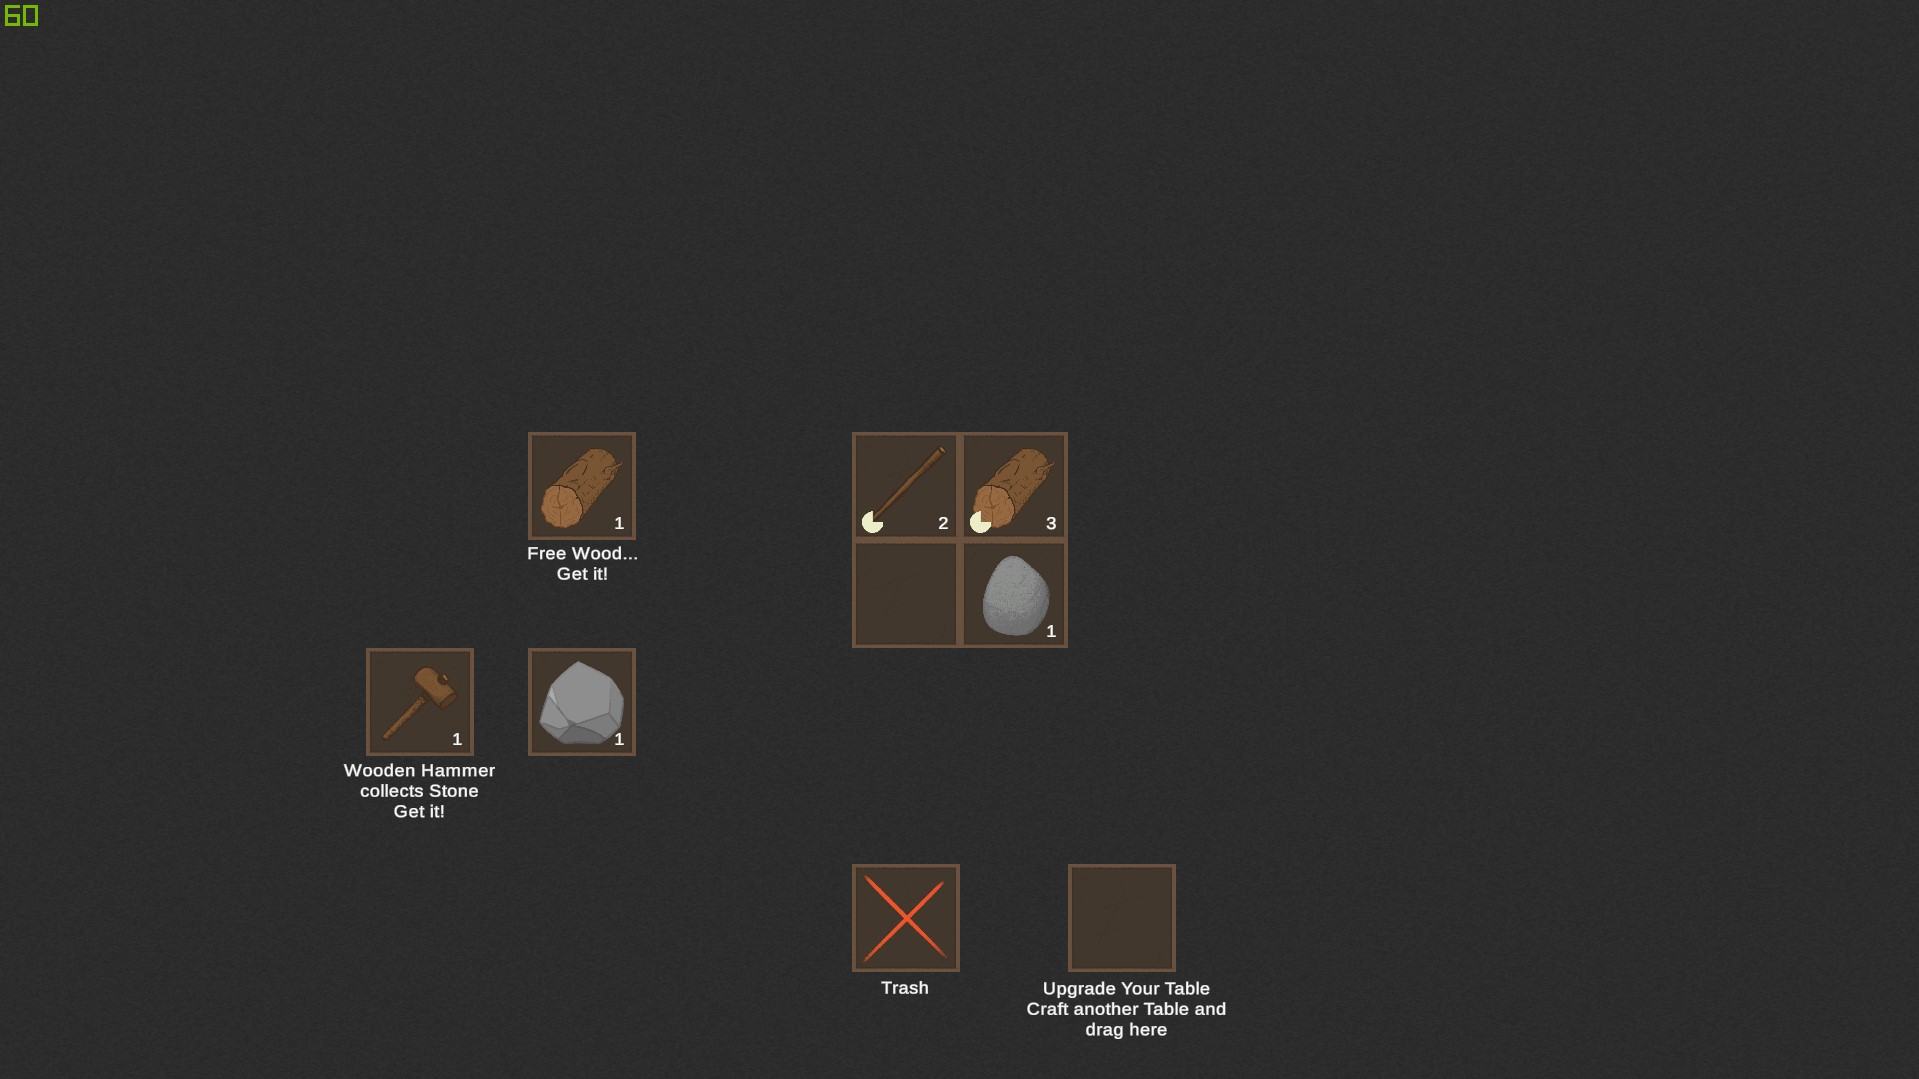 60
1
2
3
Free Wood...
Get it!
1
1
1
Wooden Hammer
collects Stone
Get it!
Trash
Upgrade Your Table
Craft another Table and
drag here